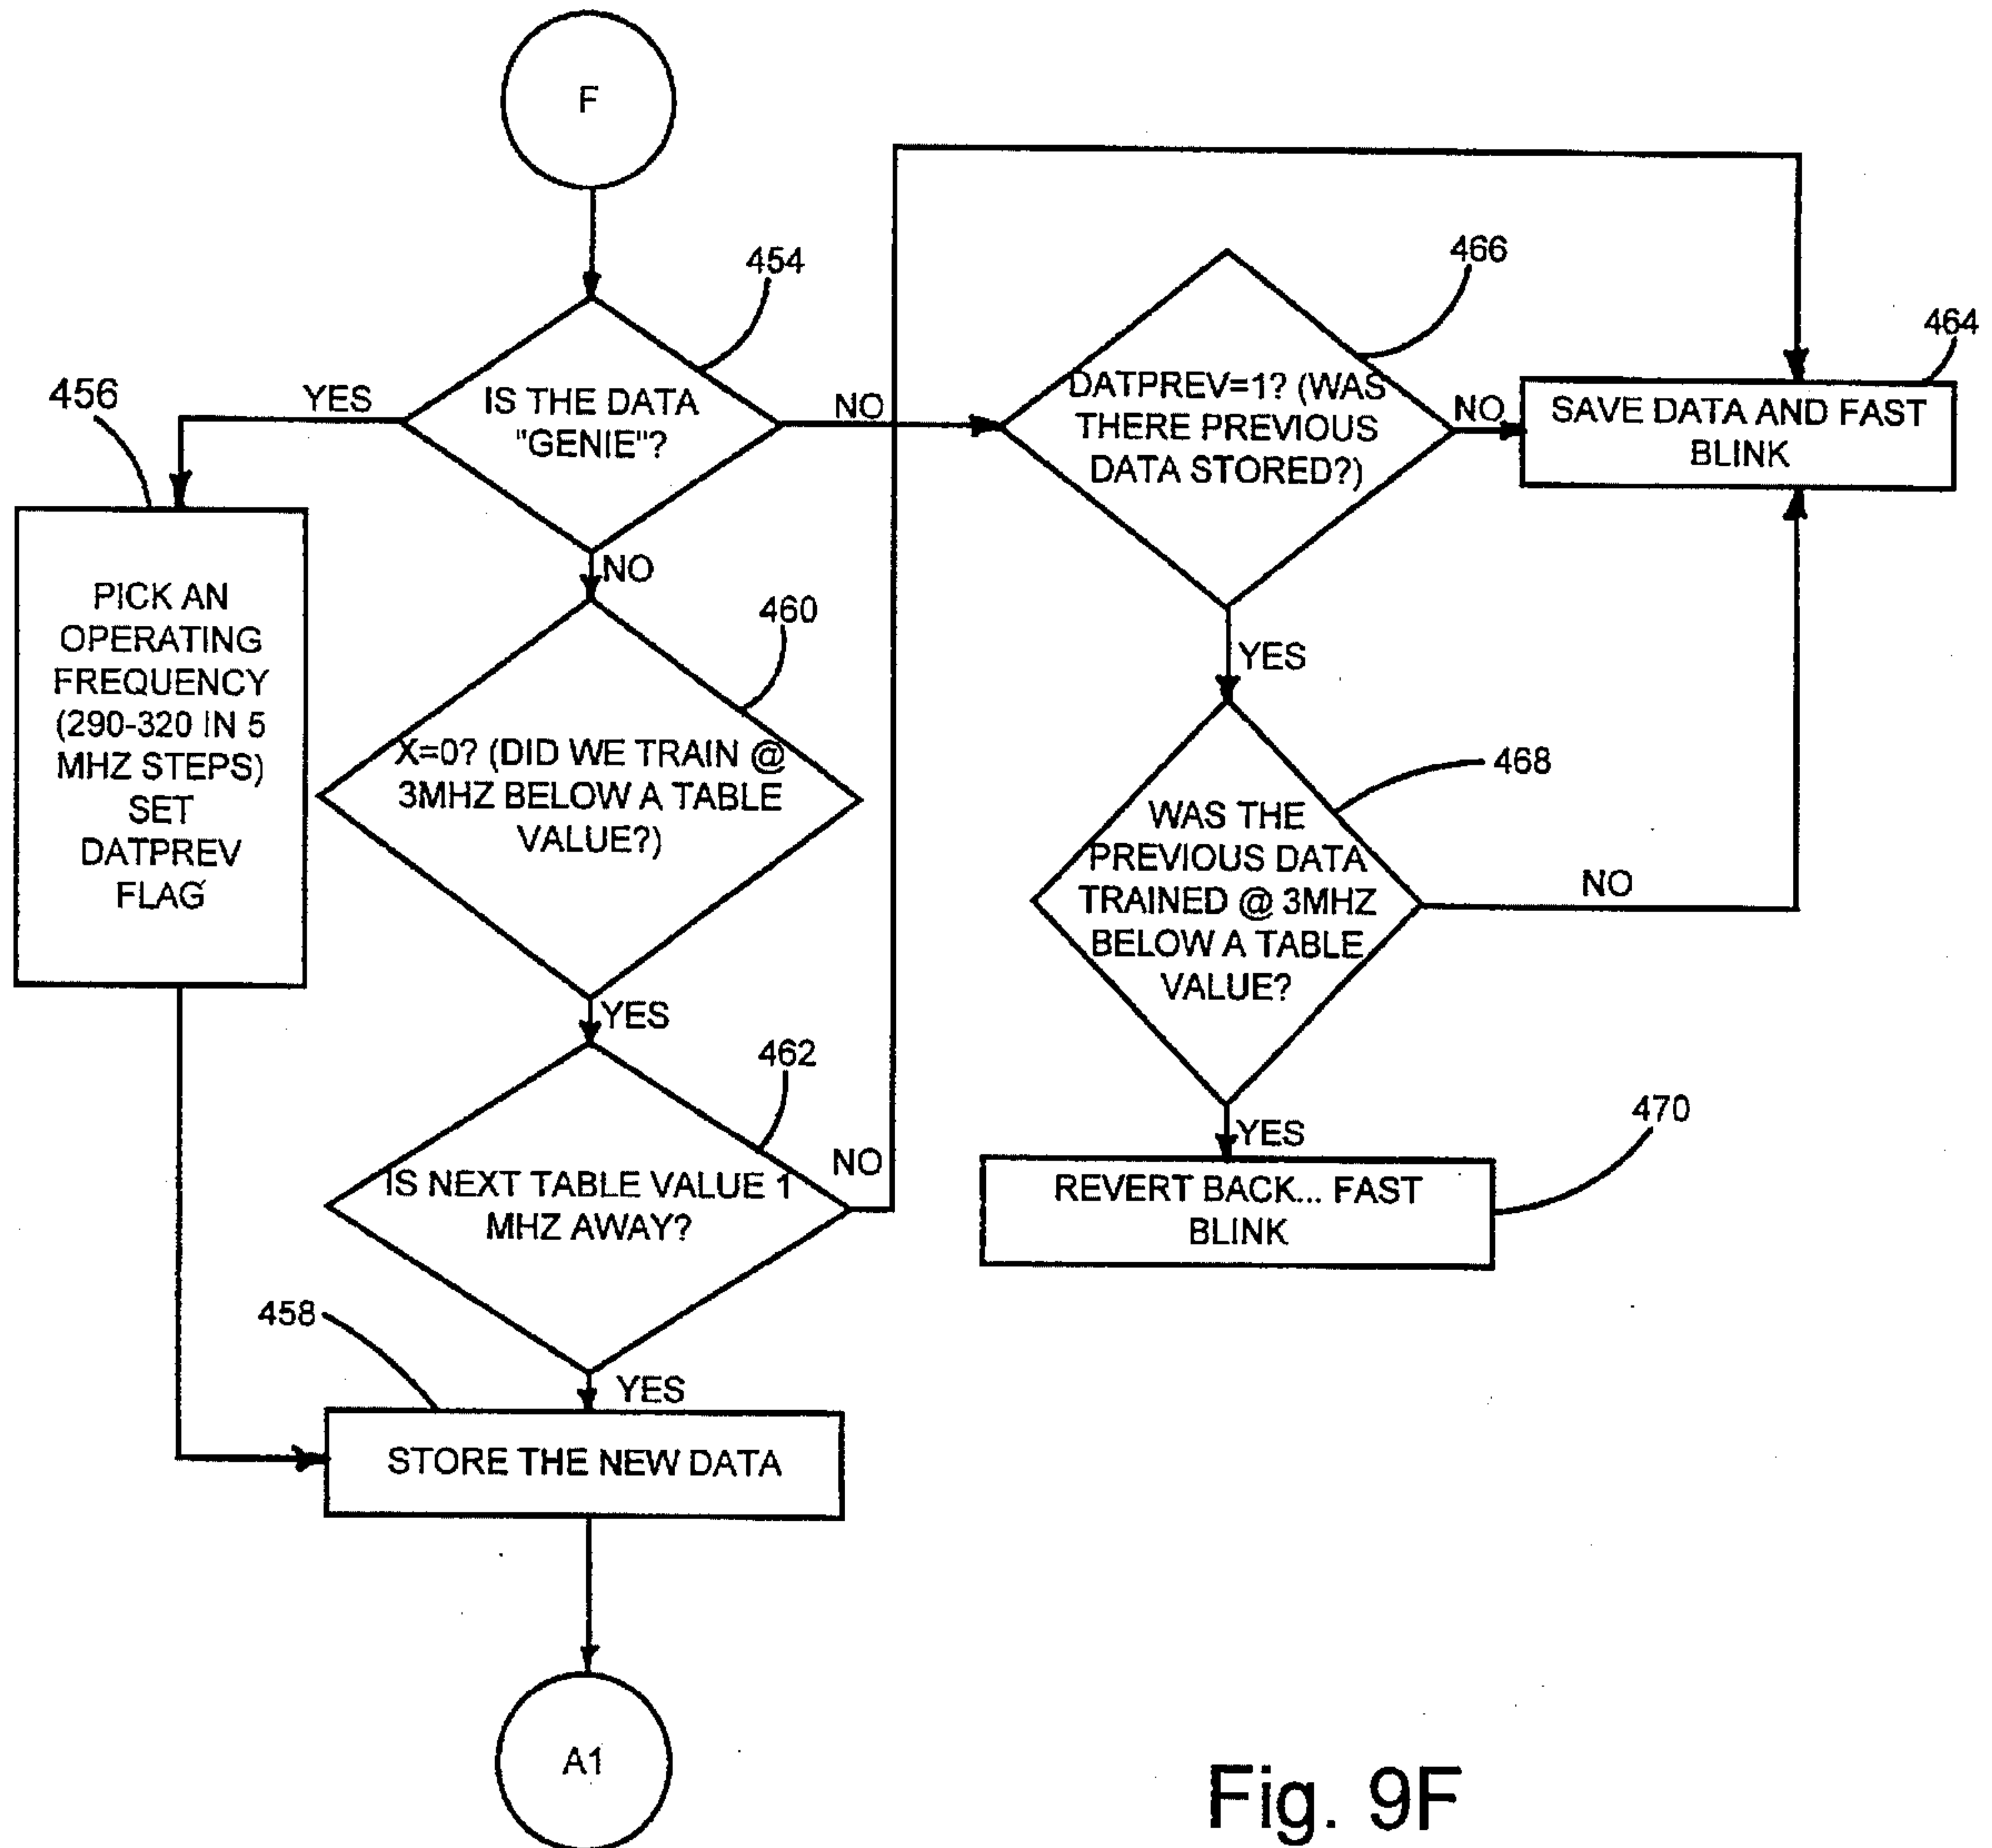 F
454
IS THE DATA
"GENIE"?
YES
NO
NO
456
PICK AN
OPERATING
FREQUENCY
(290-320 IN 5
MHZ STEPS)
SET
DATPREV
FLAG
460
X=0? (DID WE TRAIN @
3MHZ BELOW A TABLE
VALUE?)
YES
462
IS NEXT TABLE VALUE 1
MHZ AWAY?
NO
YES
458
STORE THE NEW DATA
A1
466
DATPREV=1? (WAS
THERE PREVIOUS
DATA STORED?)
NO
YES
464
SAVE DATA AND FAST
BLINK
468
WAS THE
PREVIOUS DATA
TRAINED @ 3MHZ
BELOW A TABLE
VALUE?
NO
YES
470
REVERT BACK... FAST
BLINK
Fig. 9F